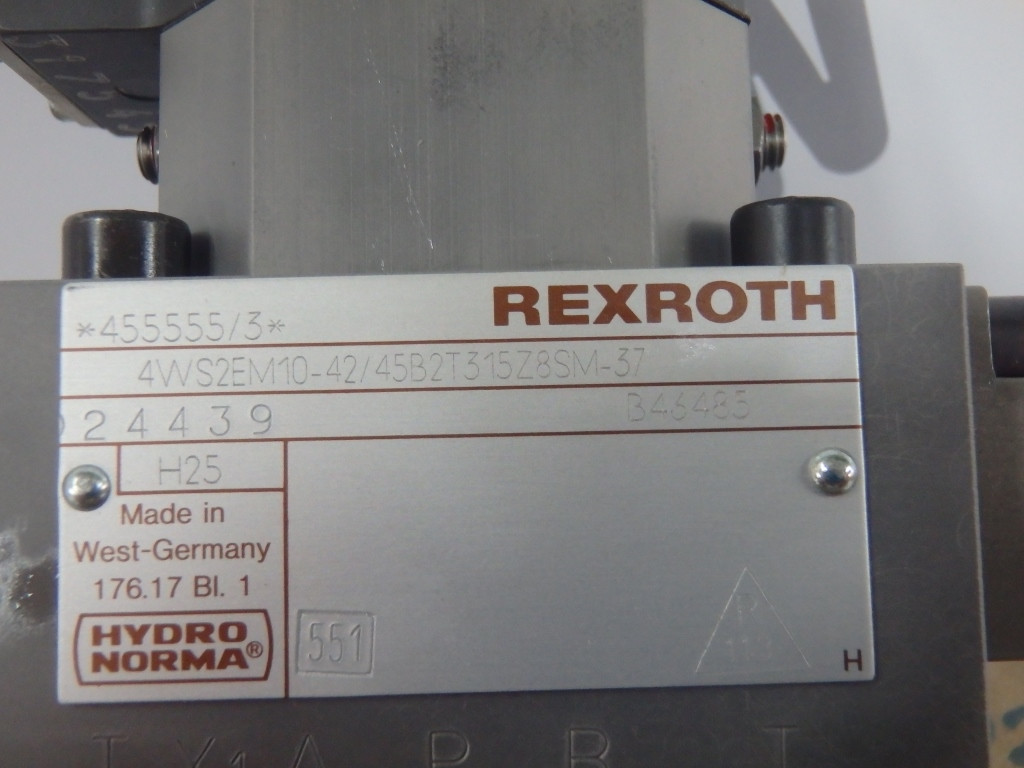 *455555/3*
REXROTH
4WS2EM10-42/45B2T315Z8SM-37
24439
B46483
H25
Made in
West-Germany
176.17 Bl. 1
HYDRO
NORMA®
551
H
T Y1 A P B T